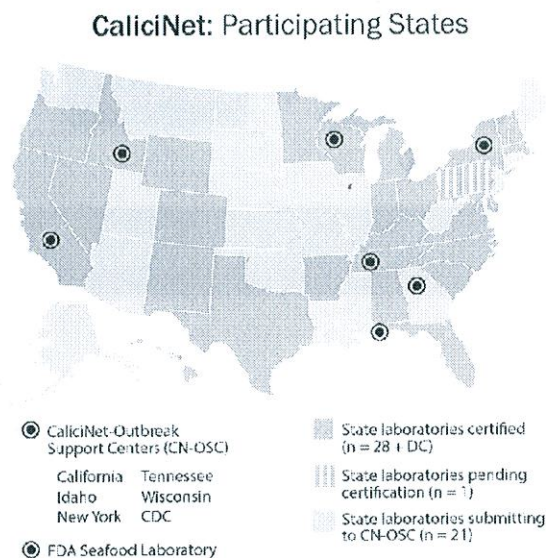 CaliciNet: Participating States
CaliciNet-Outbreak
Support Centers (CN-OSC)
California Tennessee
Idaho Wisconsin
New York CDC
FDA Seafood Laboratory
State laboratories certified
(n = 28 + DC)
State laboratories pending
certification (n = 1)
State laboratories submitting
to CN-OSC (n = 21)